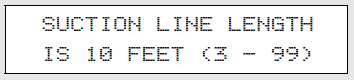 SUCTION LINE LENGTH
IS 10 FEET (3 - 99)